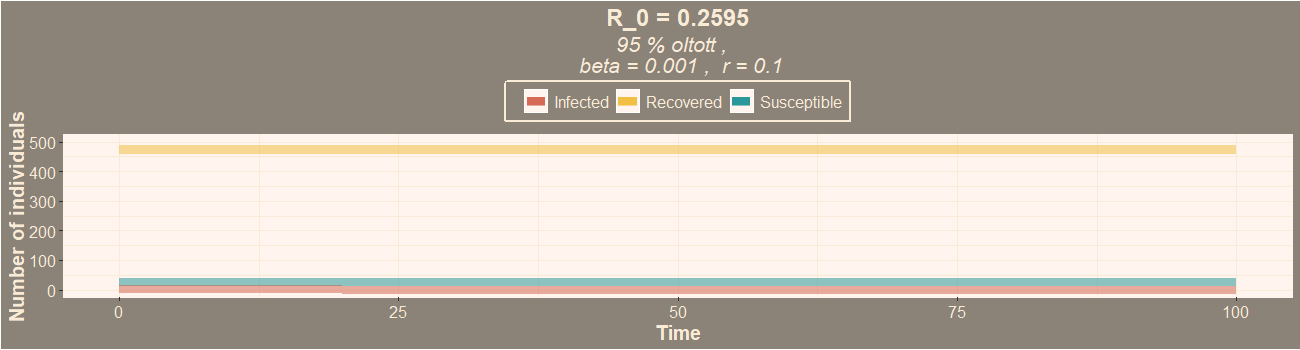 R_0 = 0.2595
95 % oltott ,
beta = 0.001 ,  r = 0.1
Infected Recovered Susceptible
Number of individuals
500
400
300
200
100
0
0 25 50 75 100
Time